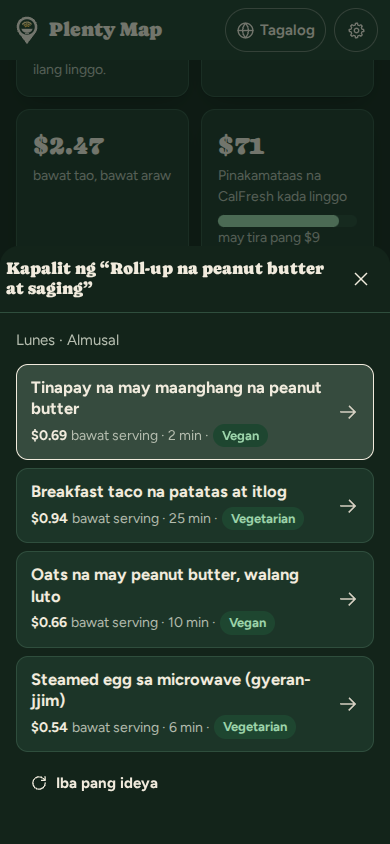 Plenty Map
Tagalog
ilang linggo.
$2.47
bawat tao, bawat araw
$71
Pinakamataas na
CalFresh kada linggo
may tira pang $9
Kapalit ng “Roll-up na peanut butter
at saging”
Lunes · Almusal
Tinapay na may maanghang na peanut
butter
$0.69 bawat serving · 2 min · Vegan
Breakfast taco na patatas at itlog
$0.94 bawat serving · 25 min · Vegetarian
Oats na may peanut butter, walang
luto
$0.66 bawat serving · 10 min · Vegan
Steamed egg sa microwave (gyeran-
jjim)
$0.54 bawat serving · 6 min · Vegetarian
Iba pang ideya